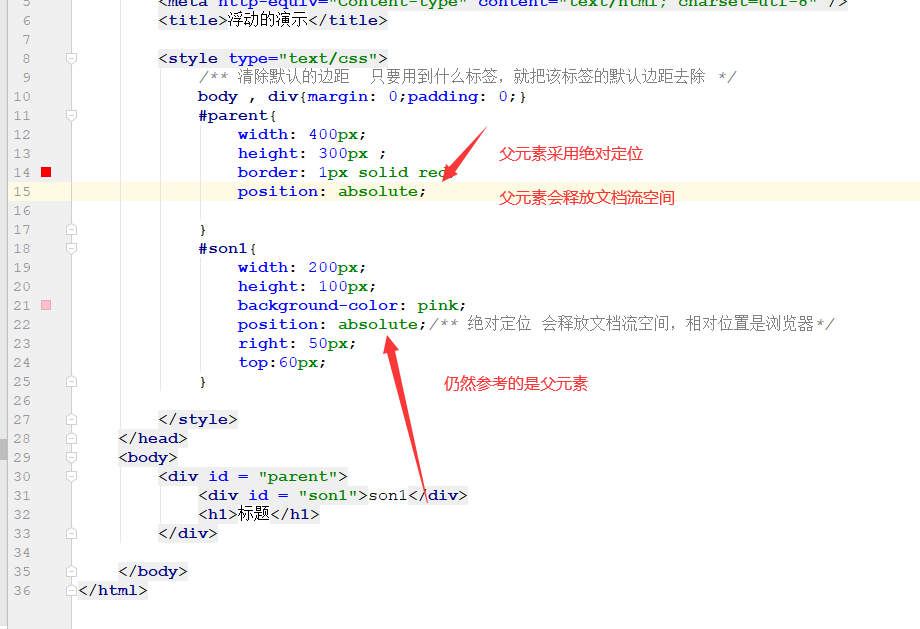 5 <meta http-equiv="Content-type" content="text/html; charset=utf-8" />
6 <title>浮动的演示</title>
7
8 <style type="text/css">
9 /** 清除默认的边距  只要用到什么标签，就把该标签的默认边距去除 */
10 body , div{margin: 0;padding: 0;}
11 #parent{
12 width: 400px;
13 height: 300px ;
父元素采用绝对定位
14 border: 1px solid red;
15 position: absolute;
父元素会释放文档流空间
16
17 }
18 #son1{
19 width: 200px;
20 height: 100px;
21 background-color: pink;
22 position: absolute;/** 绝对定位 会释放文档流空间，相对位置是浏览器*/
23 right: 50px;
24 top:60px;
25 }
仍然参考的是父元素
26
27 </style>
28 </head>
29 <body>
30 <div id = "parent">
31 <div id = "son1">son1</div>
32 <h1>标题</h1>
33 </div>
34
35 </body>
36 </html>